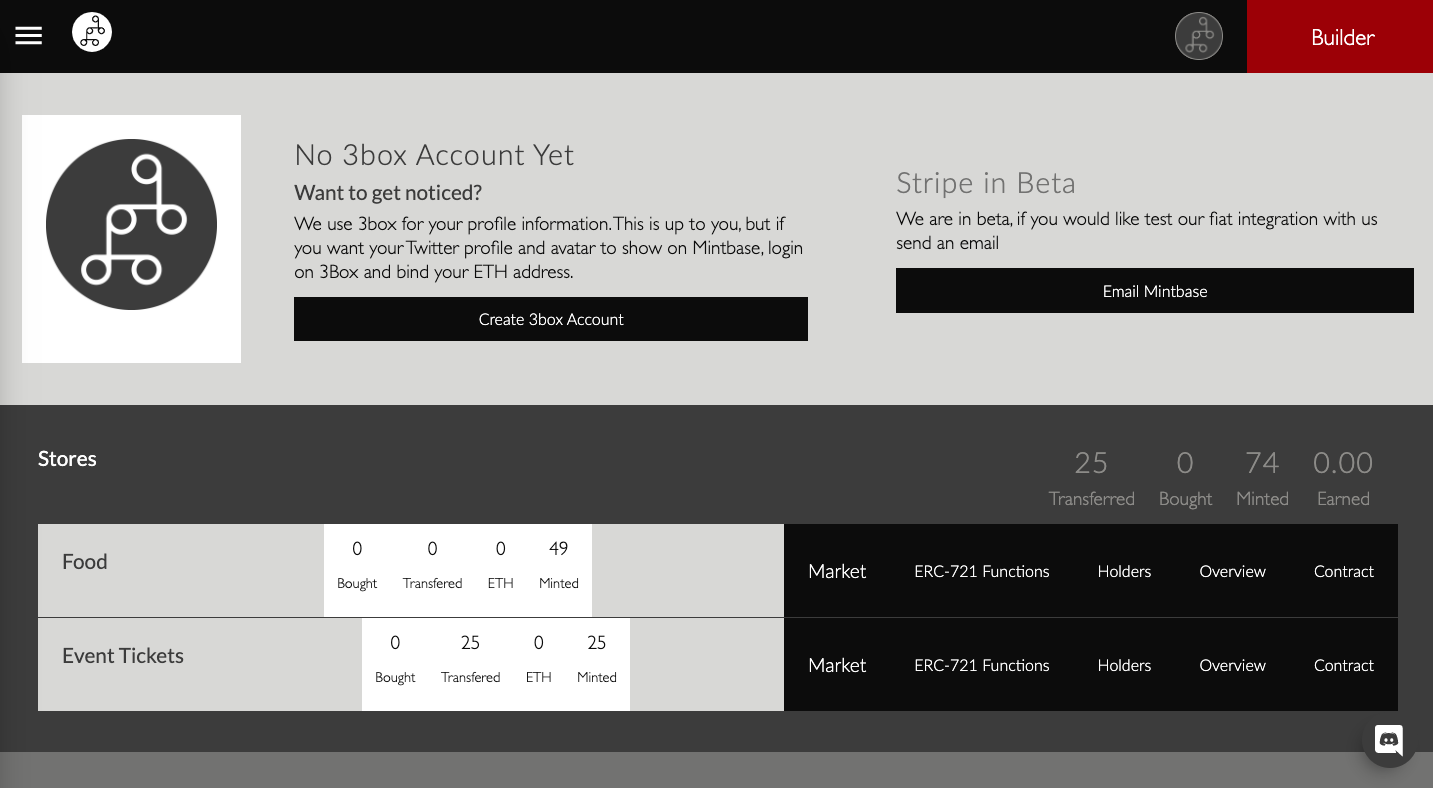 Builder
No 3box Account Yet
Want to get noticed?
We use 3box for your profile information. This is up to you, but if
you want your Twitter profile and avatar to show on Mintbase, login
on 3Box and bind your ETH address.
Create 3box Account
Stripe in Beta
We are in beta, if you would like test our fiat integration with us
send an email
Email Mintbase
Stores
25 0 74 0.00
Transferred Bought Minted Earned
Food
0 0 0 49
Bought Transfered ETH Minted
Market ERC-721 Functions Holders Overview Contract
Event Tickets
0 25 0 25
Bought Transfered ETH Minted
Market ERC-721 Functions Holders Overview Contract